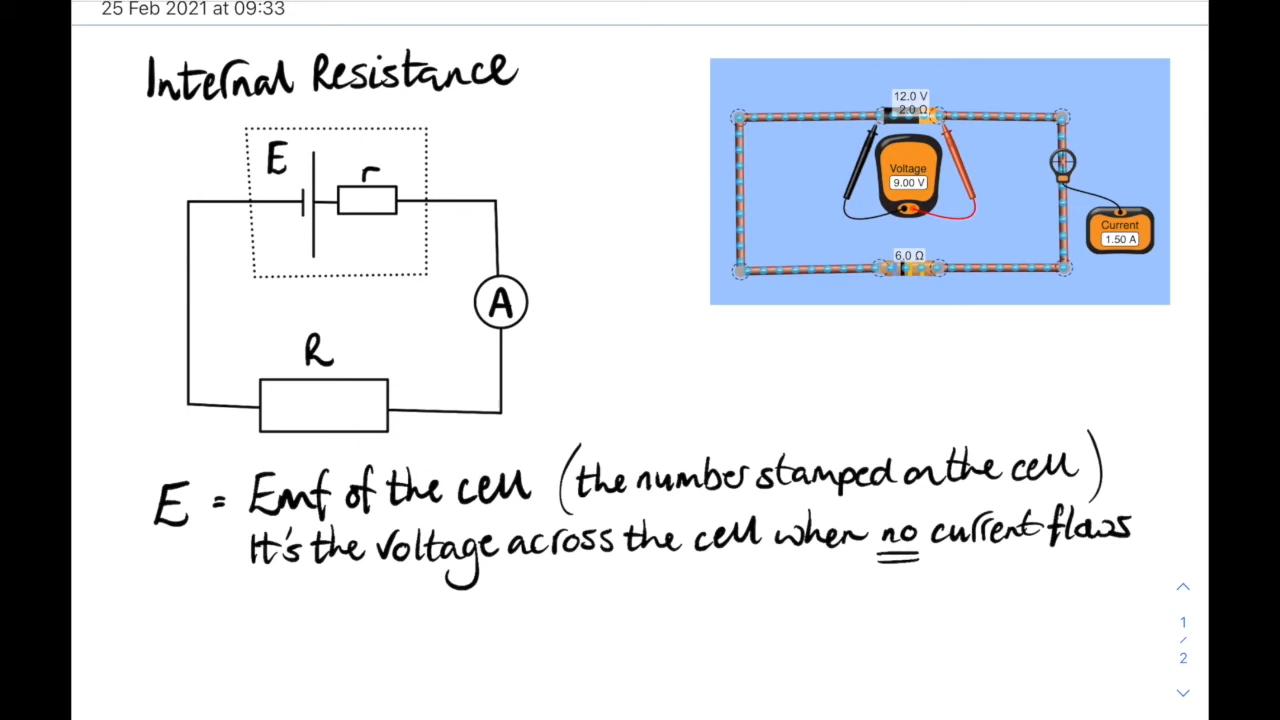 25 Feb 2021 at 09:33
Internal Resistance
E
r
A
R
12.0 V
2.0 Ω
Voltage
9.00 V
Current
1.50 A
6.0 Ω
E = Emf of the cell (the number stamped on the cell)
It's the voltage across the cell when no current flows
1
/
2